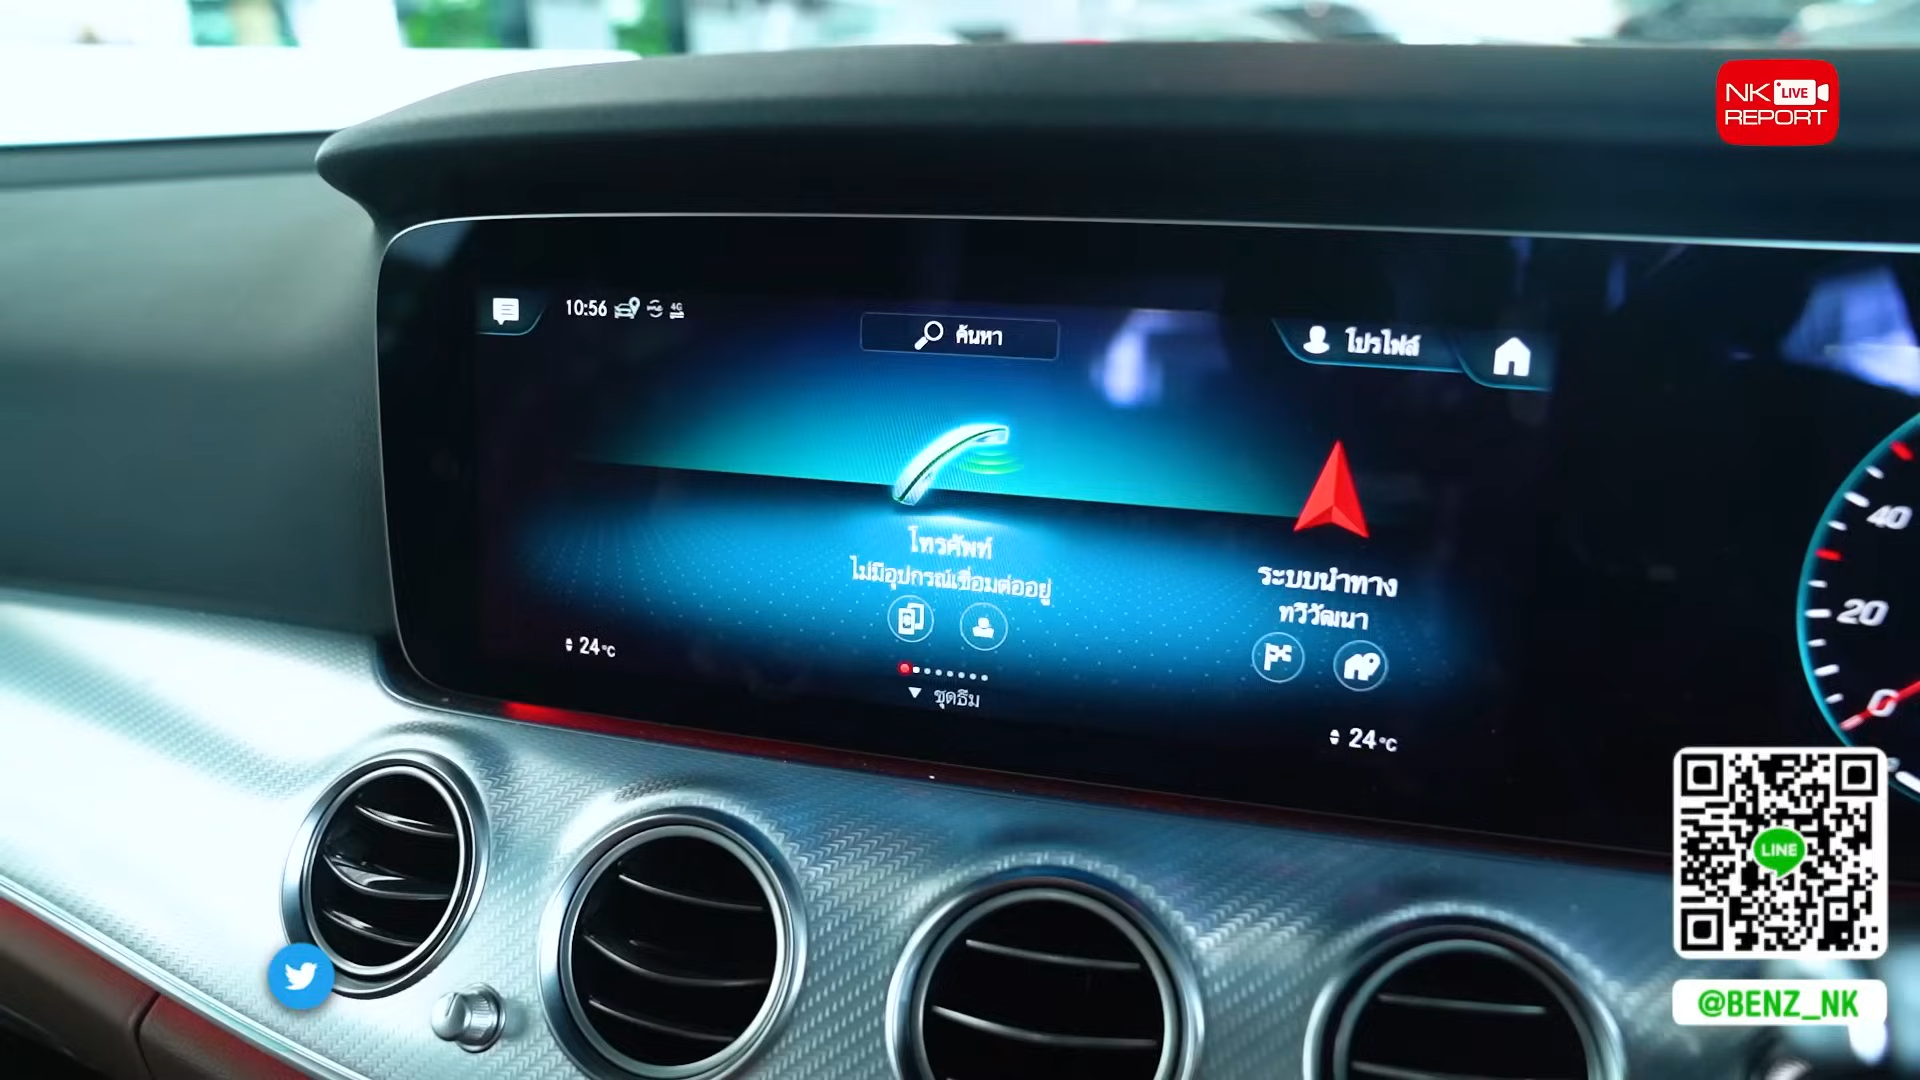 NK LIVE
REPORT
10:56
4G
ค้นหา
โปรไฟล์
โทรศัพท์
ไม่มีอุปกรณ์เชื่อมต่ออยู่
ระบบนำทาง
ทวีวัฒนา
24°C
ชุดธีม
24°C
40
20
0
LINE
@BENZ_NK